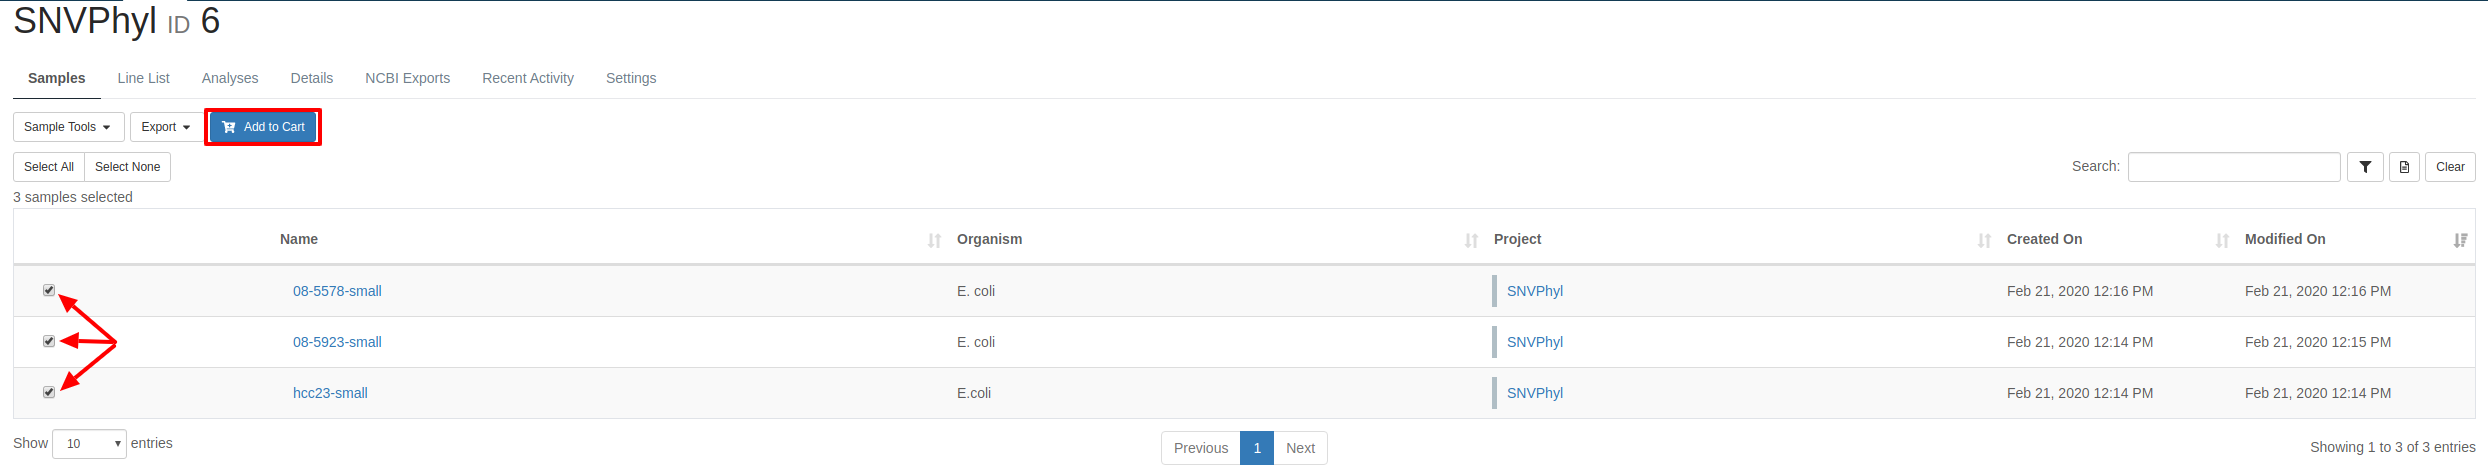 SNVPhyl ID 6
Samples Line List Analyses Details NCBI Exports Recent Activity Settings
Sample Tools Export Add to Cart
Select All Select None Search: Clear
3 samples selected
Name Organism Project Created On Modified On
08-5578-small E. coli SNVPhyl Feb 21, 2020 12:16 PM Feb 21, 2020 12:16 PM
08-5923-small E. coli SNVPhyl Feb 21, 2020 12:14 PM Feb 21, 2020 12:15 PM
hcc23-small E.coli SNVPhyl Feb 21, 2020 12:14 PM Feb 21, 2020 12:14 PM
Show 10 entries Previous 1 Next Showing 1 to 3 of 3 entries